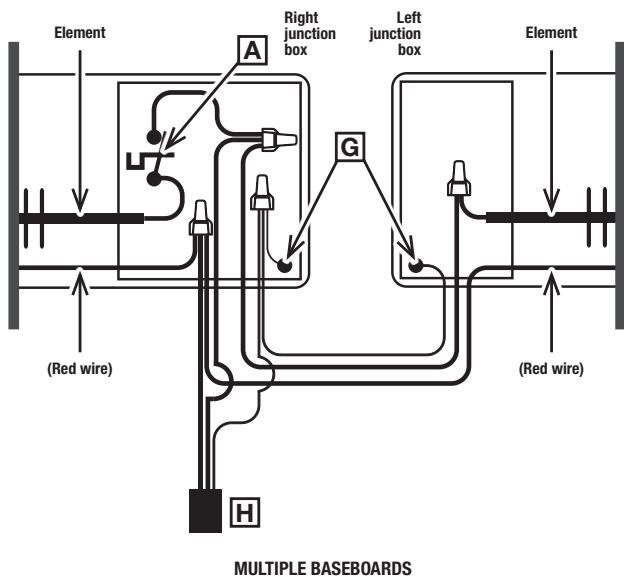 Element
A
Right
junction
box
Left
junction
box
Element
G
(Red wire)
(Red wire)
H
MULTIPLE BASEBOARDS